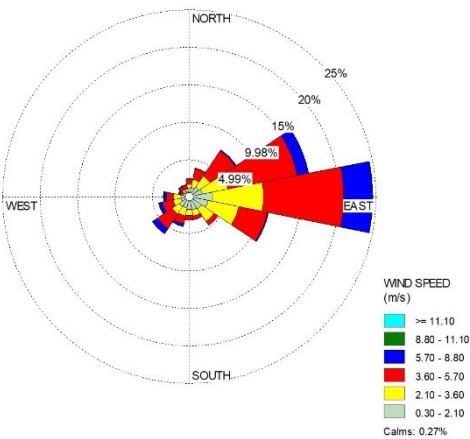 NORTH
25%
20%
15%
9.98%
4.99%
WEST
EAST
SOUTH
WIND SPEED
(m/s)
>= 11.10
8.80 - 11.10
5.70 - 8.80
3.60 - 5.70
2.10 - 3.60
0.30 - 2.10
Calms: 0.27%